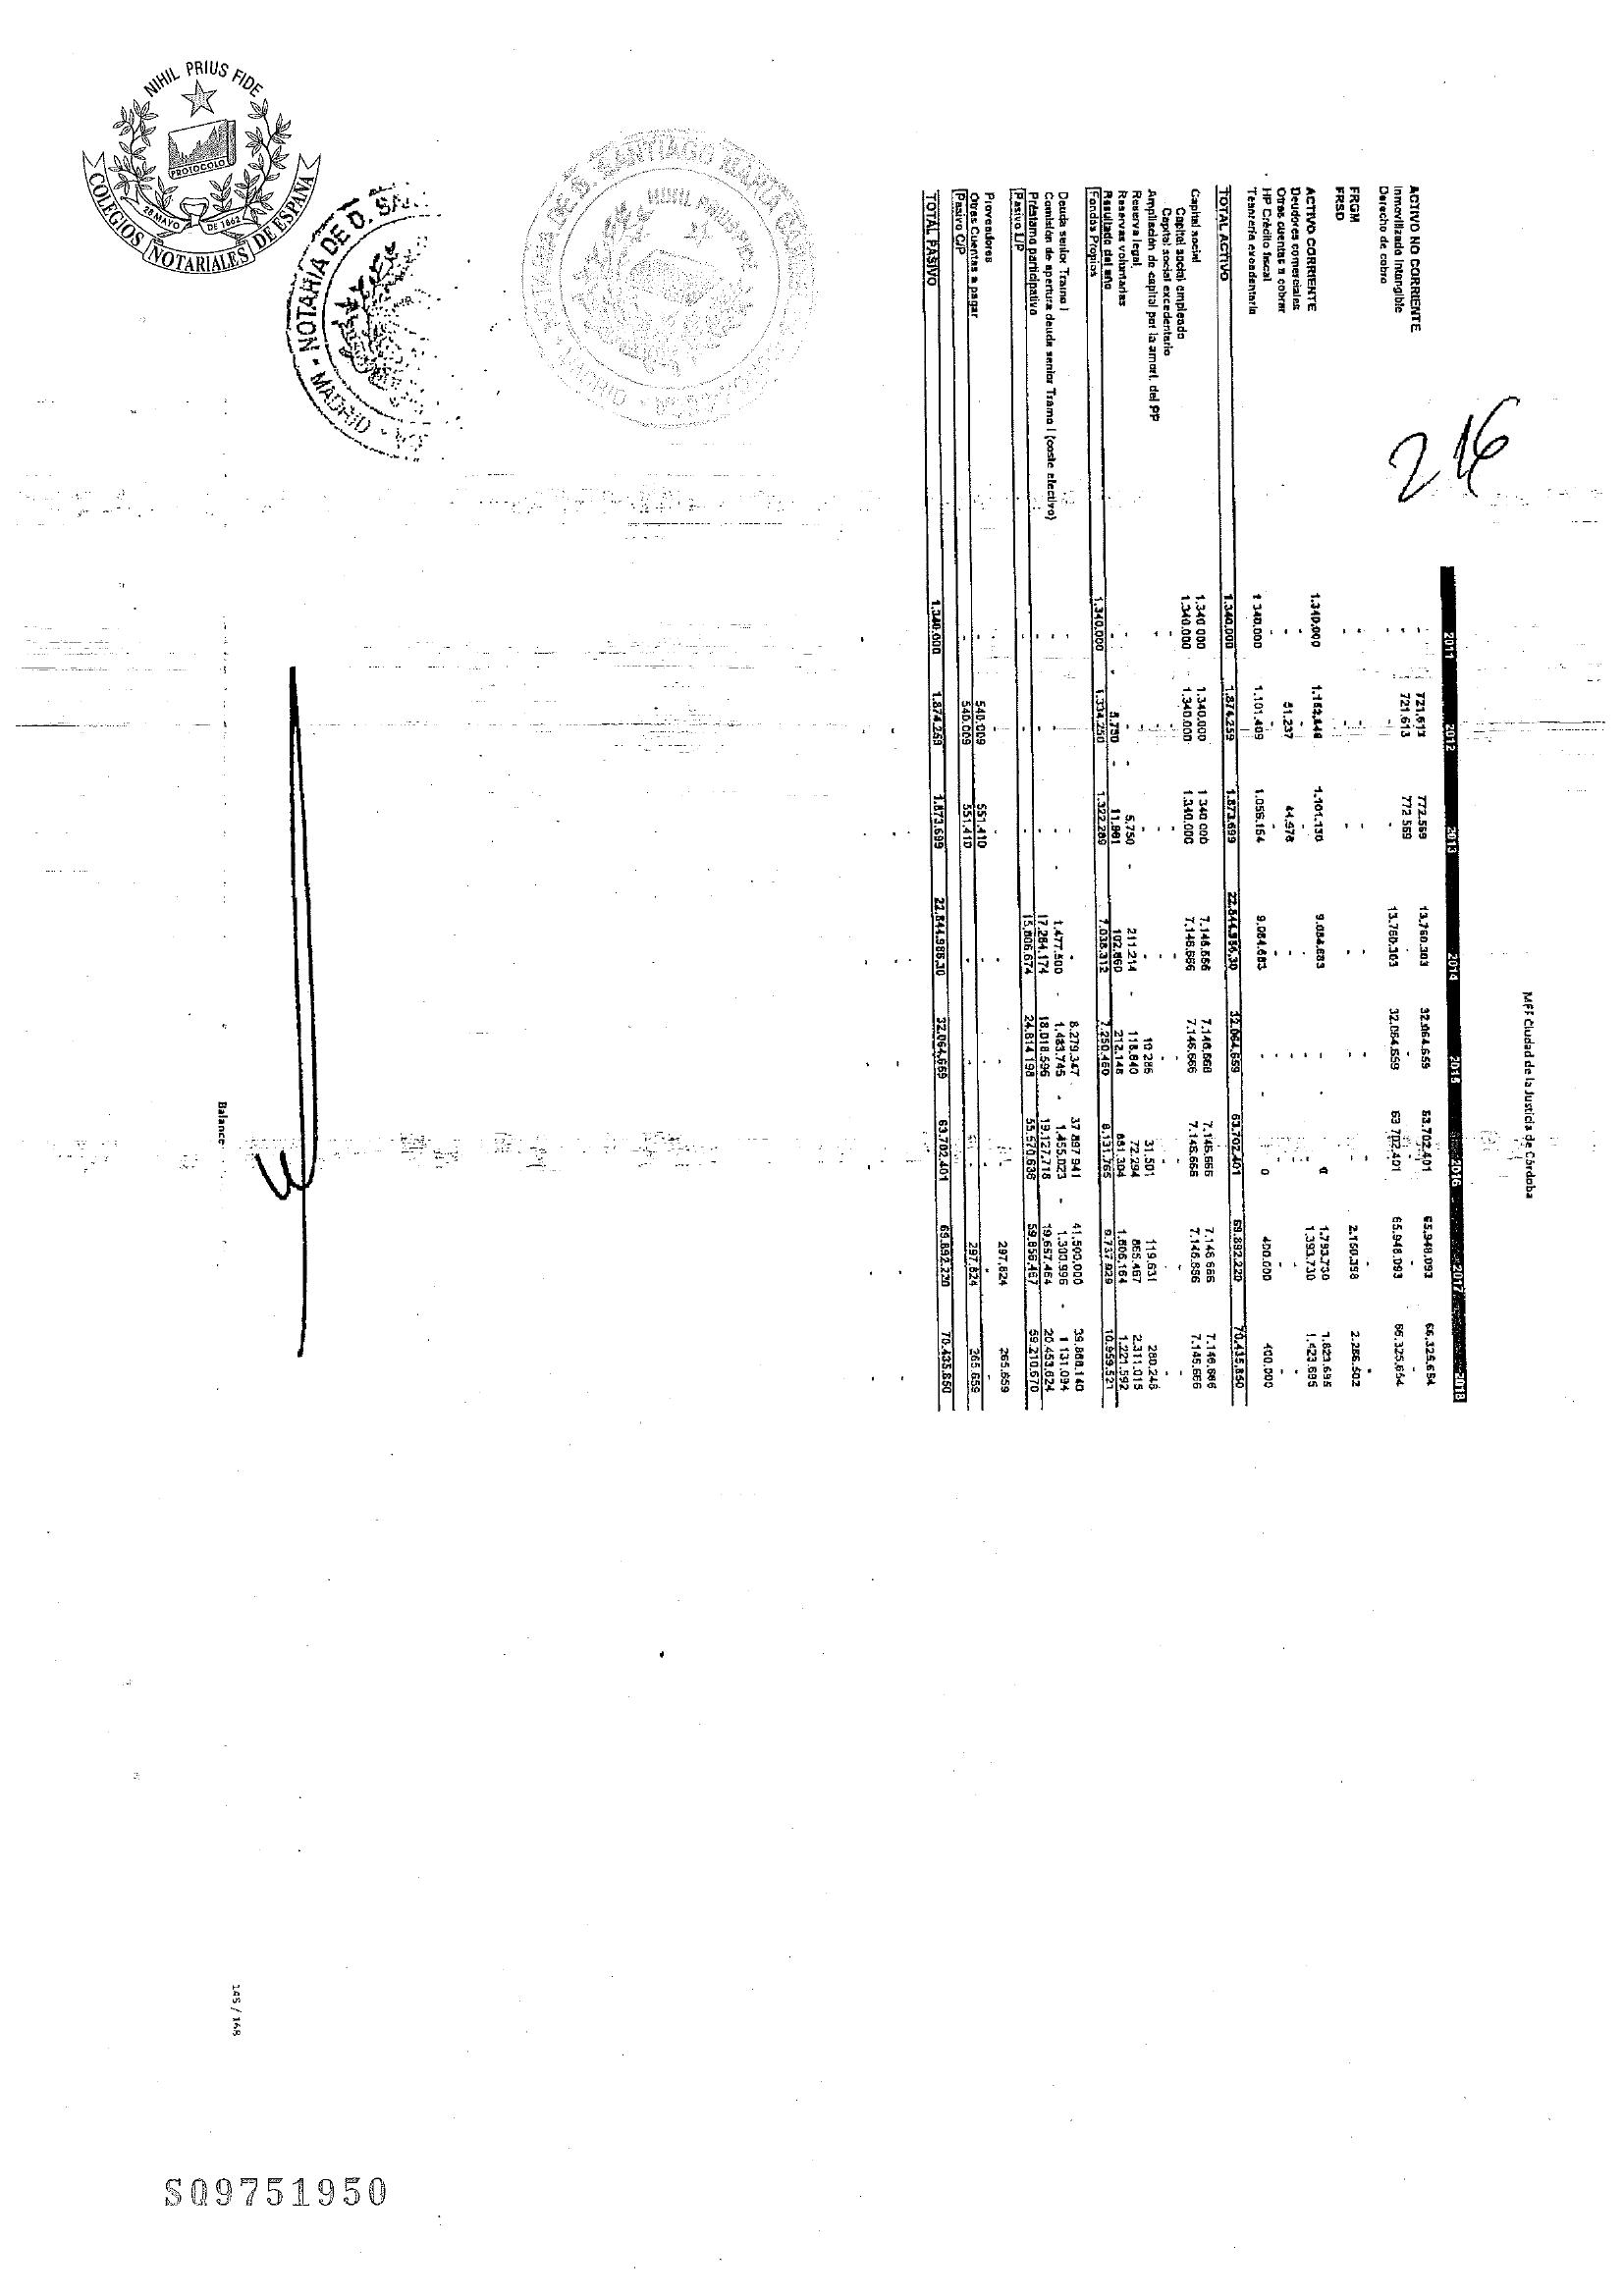 NIHIL PRIUS FIDE
PROTOCOLO
28 MAYO DE 1862
COLEGIOS NOTARIALES DE ESPAÑA
NOTARÍA DE D. SA
MADRID
SANTIAGO MARÍA
NIHIL PRIUS FIDE
MADRID
216
MFF Ciudad de la Justicia de Córdoba
2011 2012 2013 2014 2015 2016 2017 2018
ACTIVO NO CORRIENTE - 721.613 772.569 13.760.303 32.064.659 63.702.401 65.948.093 66.325.654
Inmovilizado Intangible - 721.613 772 569 - - - - -
Derecho de cobro - - - 13.760.303 32.064.659 63 702.401 65.948.093 66.325.654
FRGM - - - - - - - -
FRSD - - - - - - 2.150.398 2.286.502
ACTIVO CORRIENTE 1.340.000 1.152.646 1.101.130 9.084.683 - 0 1.793.730 1.823.695
Deudores comerciales - - - - - - 1.393.730 1.423.695
Otras cuentas a cobrar - 51.237 44.976 - - - - -
HP Crédito fiscal
Tesorería excedentaria 1 340.000 1.101.409 1.056.154 9.084.683 - 0 400.000 400.000
TOTAL ACTIVO 1.340.000 1.874.259 1.873.699 22.844.986,30 32.064.659 63.702.401 69.892.220 70.435.850
Capital social 1.340 000 1.340.000 1 340 000 7.146.666 7.146.666 7.146.666 7.146 666 7.146.666
Capital social empleado 1.340.000 1.340.000 1.340.000 7.146.666 7.146.666 7.146.666 7.146.666 7.146.666
Capital social excedentario - - - - - - - -
Ampliación de capital por la amort. del PP
Reserva legal - - - - 10 286 31.501 119.631 280.246
Reservas voluntarias - - - 5.750 - 211.214 118.840 72.294 865.467 2.311.015
Resultado del año - - 5.750 - 11.961 102.860 212.148 881.304 1.606.164 1.221.592
Fondos Propios 1.340.000 1.334.250 1.322.289 7.038.312 7.250.460 8.131.765 9.737.929 10.959.521
Deuda senior Tramo I - - - - 8.279.347 37 897 941 41.500.000 39.888.140
Comisión de apertura deuda senior Tramo I (coste efectivo) - - - - 1.477.500 - 1.483.745 - 1.455.023 - 1.300.996 - 1 131.094
Préstamo participativo - - - 17.284.174 18.018.596 19.127.718 19.657.464 20.453.624
Pasivo L/P - - - 15.806.674 24.814.198 55.570.636 59.856.467 59.210.670
Proveedores - - - - - - 297.824 265.659
Otras Cuentas a pagar - 540.009 551.410 - - - - -
Pasivo C/P - 540.009 551.410 - - - 297.824 265.659
TOTAL PASIVO 1.340.000 1.874.259 1.873.699 22.844.986,30 32.064.659 63.702.401 69.892.220 70.435.850
Balance
145 / 168
SQ9751950